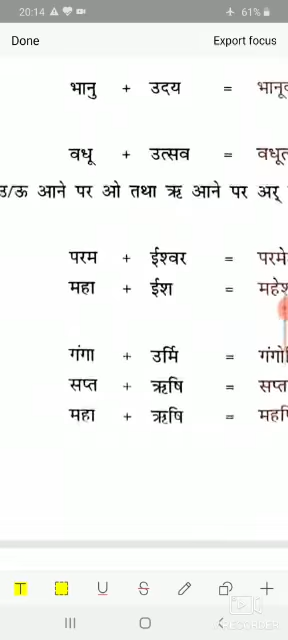 20:14 61%
Done Export focus
भानु + उदय = भानू
वधू + उत्सव = वधूत
उ/ऊ आने पर ओ तथा ऋ आने पर अर्
परम + ईश्वर = परमे
महा + ईश = महेश
गंगा + उर्मि = गंगो
सप्त + ऋषि = सप्त
महा + ऋषि = महर्षि
T U S
RECORDER